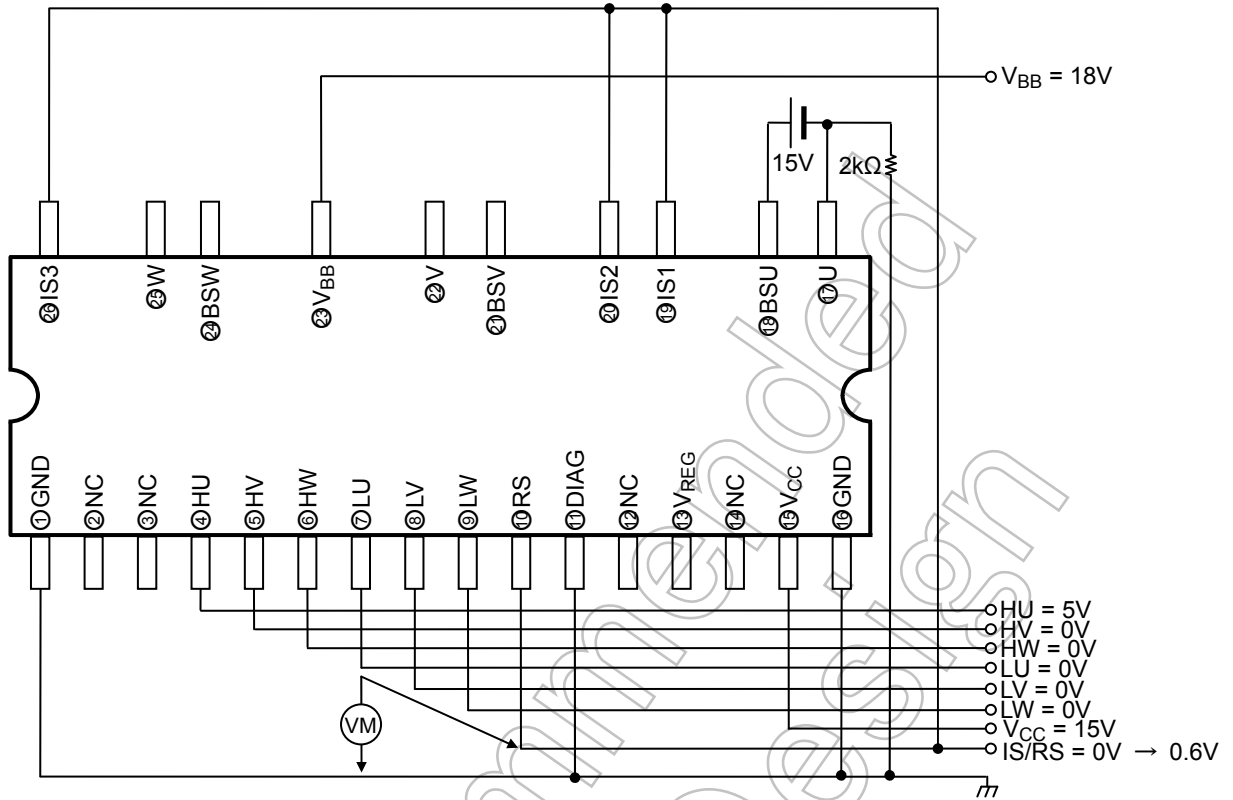 V_BB = 18V
15V
2kΩ
㉖IS3
㉕W
㉔BSW
㉓V_BB
㉒V
㉑BSV
⑳IS2
⑲IS1
⑱BSU
⑰U
①GND
②NC
③NC
④HU
⑤HV
⑥HW
⑦LU
⑧LV
⑨LW
⑩RS
⑪DIAG
⑫NC
⑬V_REG
⑭NC
⑮V_CC
⑯GND
HU = 5V
HV = 0V
HW = 0V
LU = 0V
LV = 0V
LW = 0V
V_CC = 15V
IS/RS = 0V → 0.6V
VM